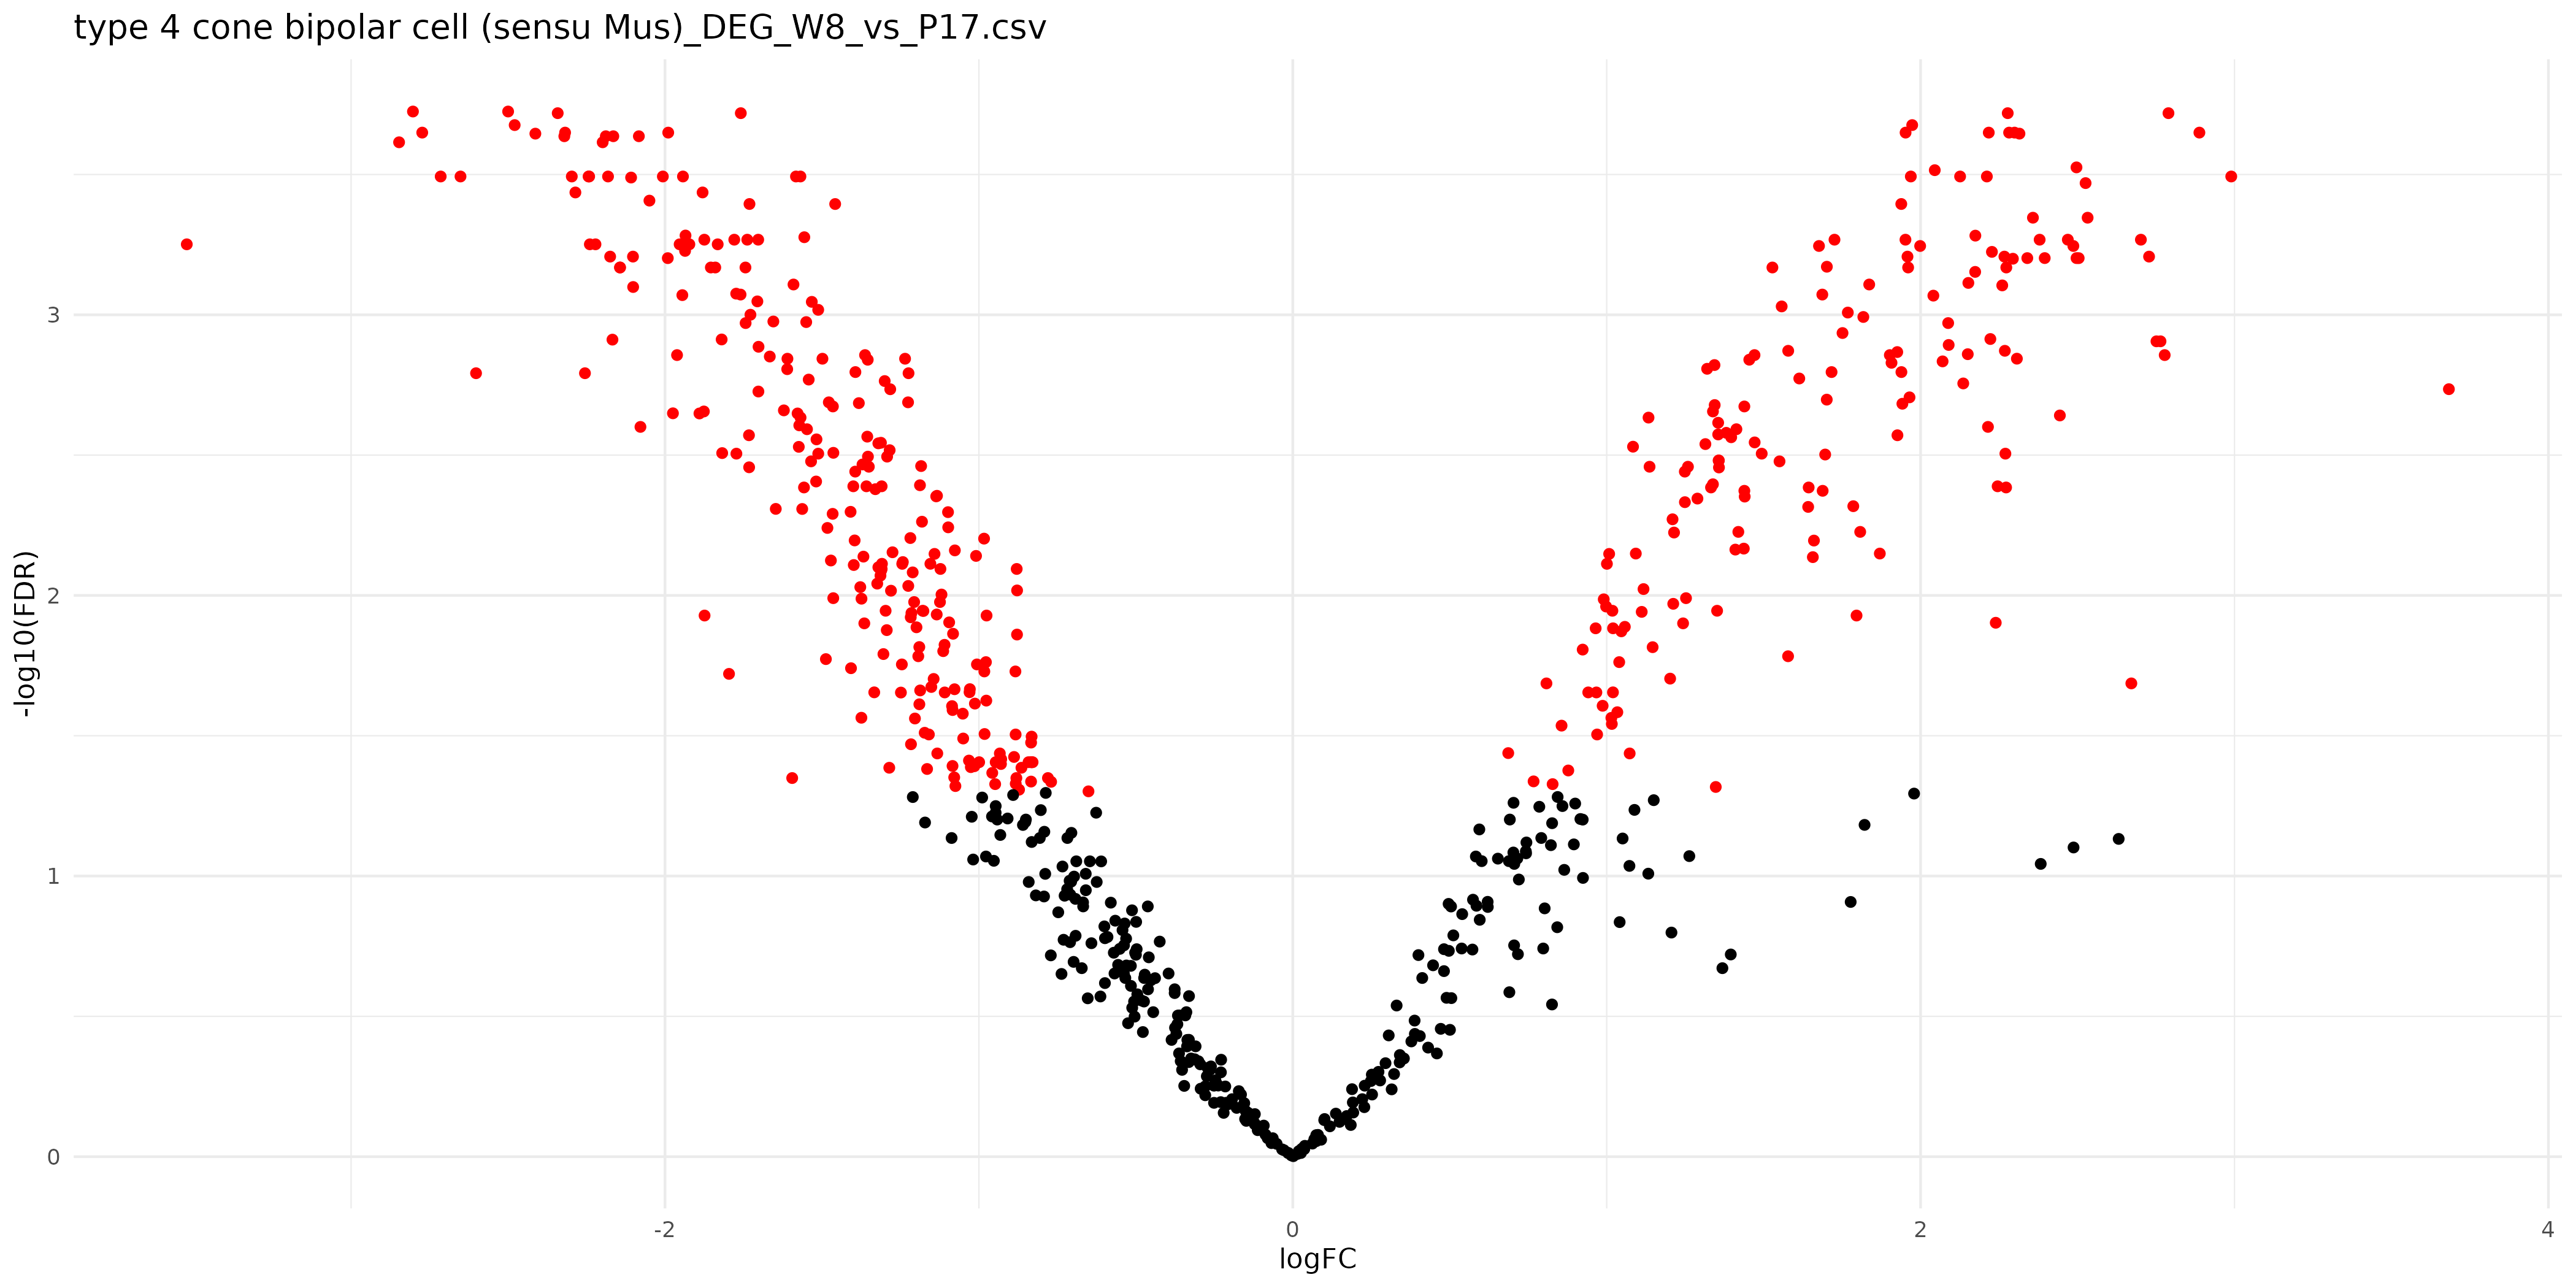 type 4 cone bipolar cell (sensu Mus)_DEG_W8_vs_P17.csv
-log10(FDR)
3
2
1
0
-2
0
2
4
logFC